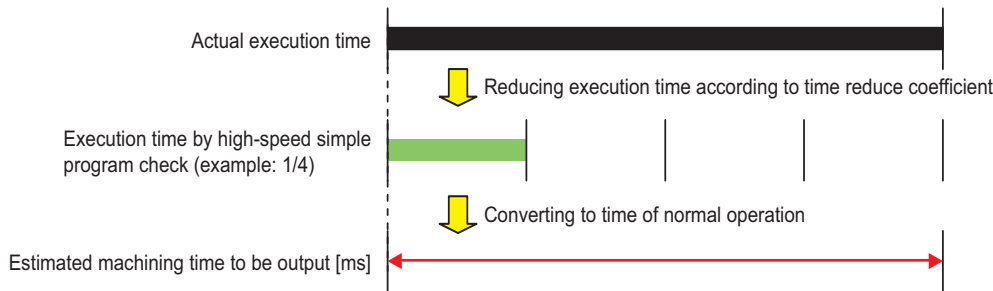 Actual execution time
Reducing execution time according to time reduce coefficient
Execution time by high-speed simple
program check (example: 1/4)
Converting to time of normal operation
Estimated machining time to be output [ms]